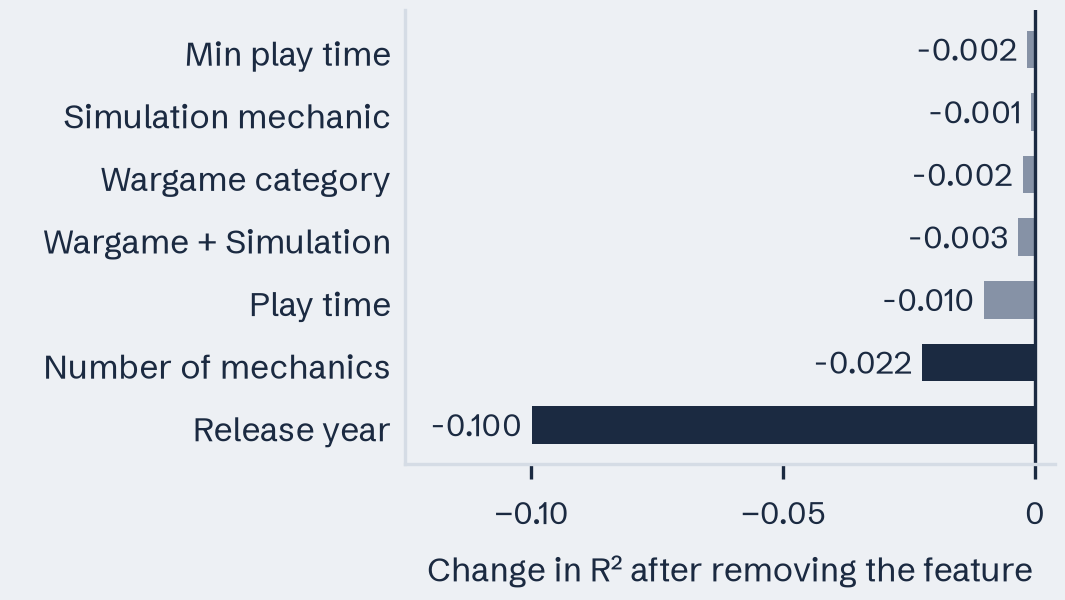 Min play time -0.002
Simulation mechanic -0.001
Wargame category -0.002
Wargame + Simulation -0.003
Play time -0.010
Number of mechanics -0.022
Release year -0.100
−0.10 −0.05 0
Change in R² after removing the feature